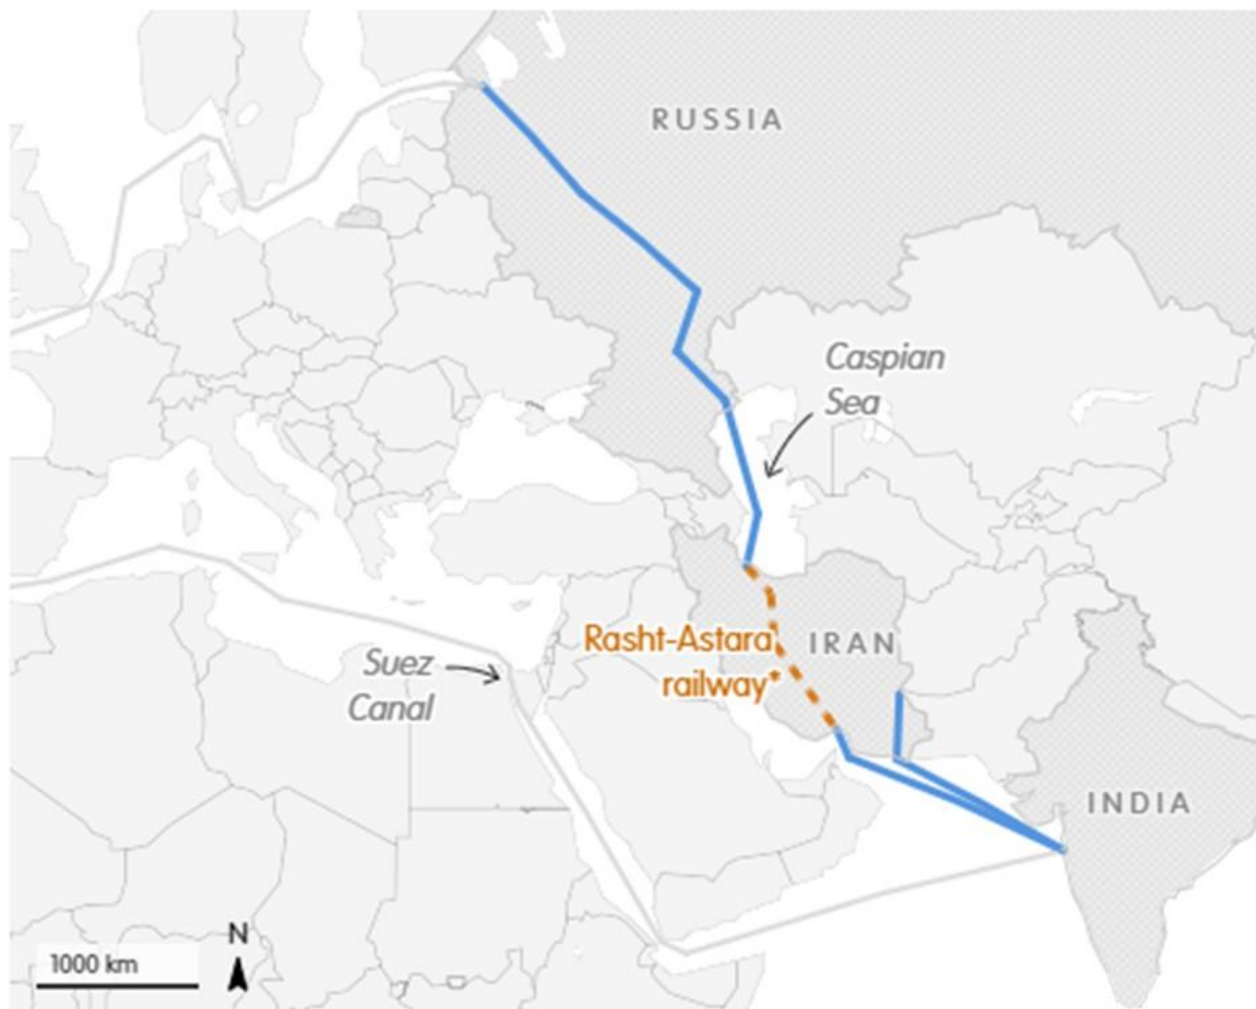 RUSSIA
Caspian
Sea
Rasht-Astara
railway*
IRAN
Suez
Canal
INDIA
N
1000 km